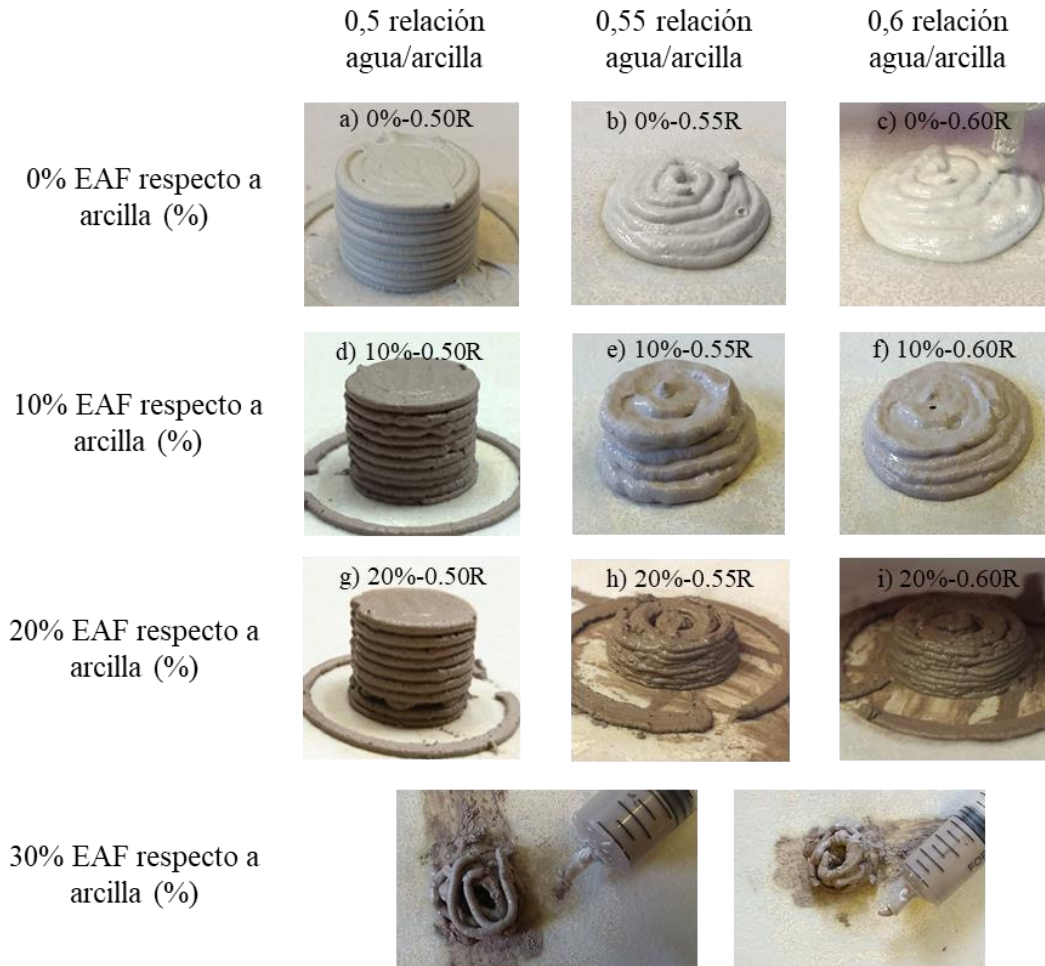 0,5 relación
agua/arcilla
0,55 relación
agua/arcilla
0,6 relación
agua/arcilla
0% EAF respecto a
arcilla (%)
a) 0%-0.50R
b) 0%-0.55R
c) 0%-0.60R
10% EAF respecto a
arcilla (%)
d) 10%-0.50R
e) 10%-0.55R
f) 10%-0.60R
20% EAF respecto a
arcilla (%)
g) 20%-0.50R
h) 20%-0.55R
i) 20%-0.60R
30% EAF respecto a
arcilla (%)